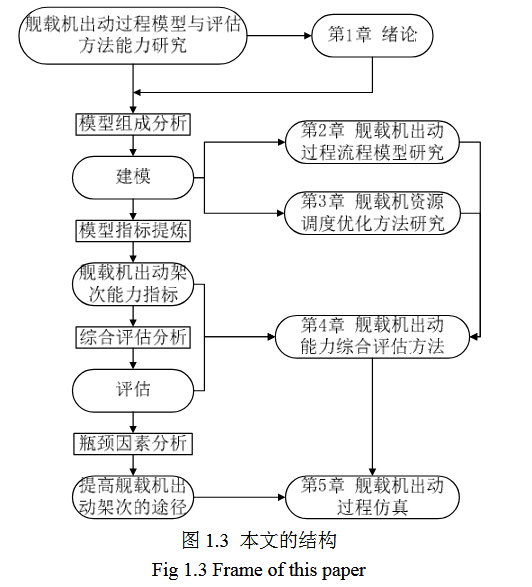 舰载机出动过程模型与评估
方法能力研究
第1章 绪论
模型组成分析
建模
第2章 舰载机出动
过程流程模型研究
第3章 舰载机资源
调度优化方法研究
模型指标提炼
舰载机出动架
次能力指标
综合评估分析
第4章 舰载机出动
能力综合评估方法
评估
瓶颈因素分析
提高舰载机出
动架次的途径
第5章 舰载机出动
过程仿真
图 1.3 本文的结构
Fig 1.3 Frame of this paper